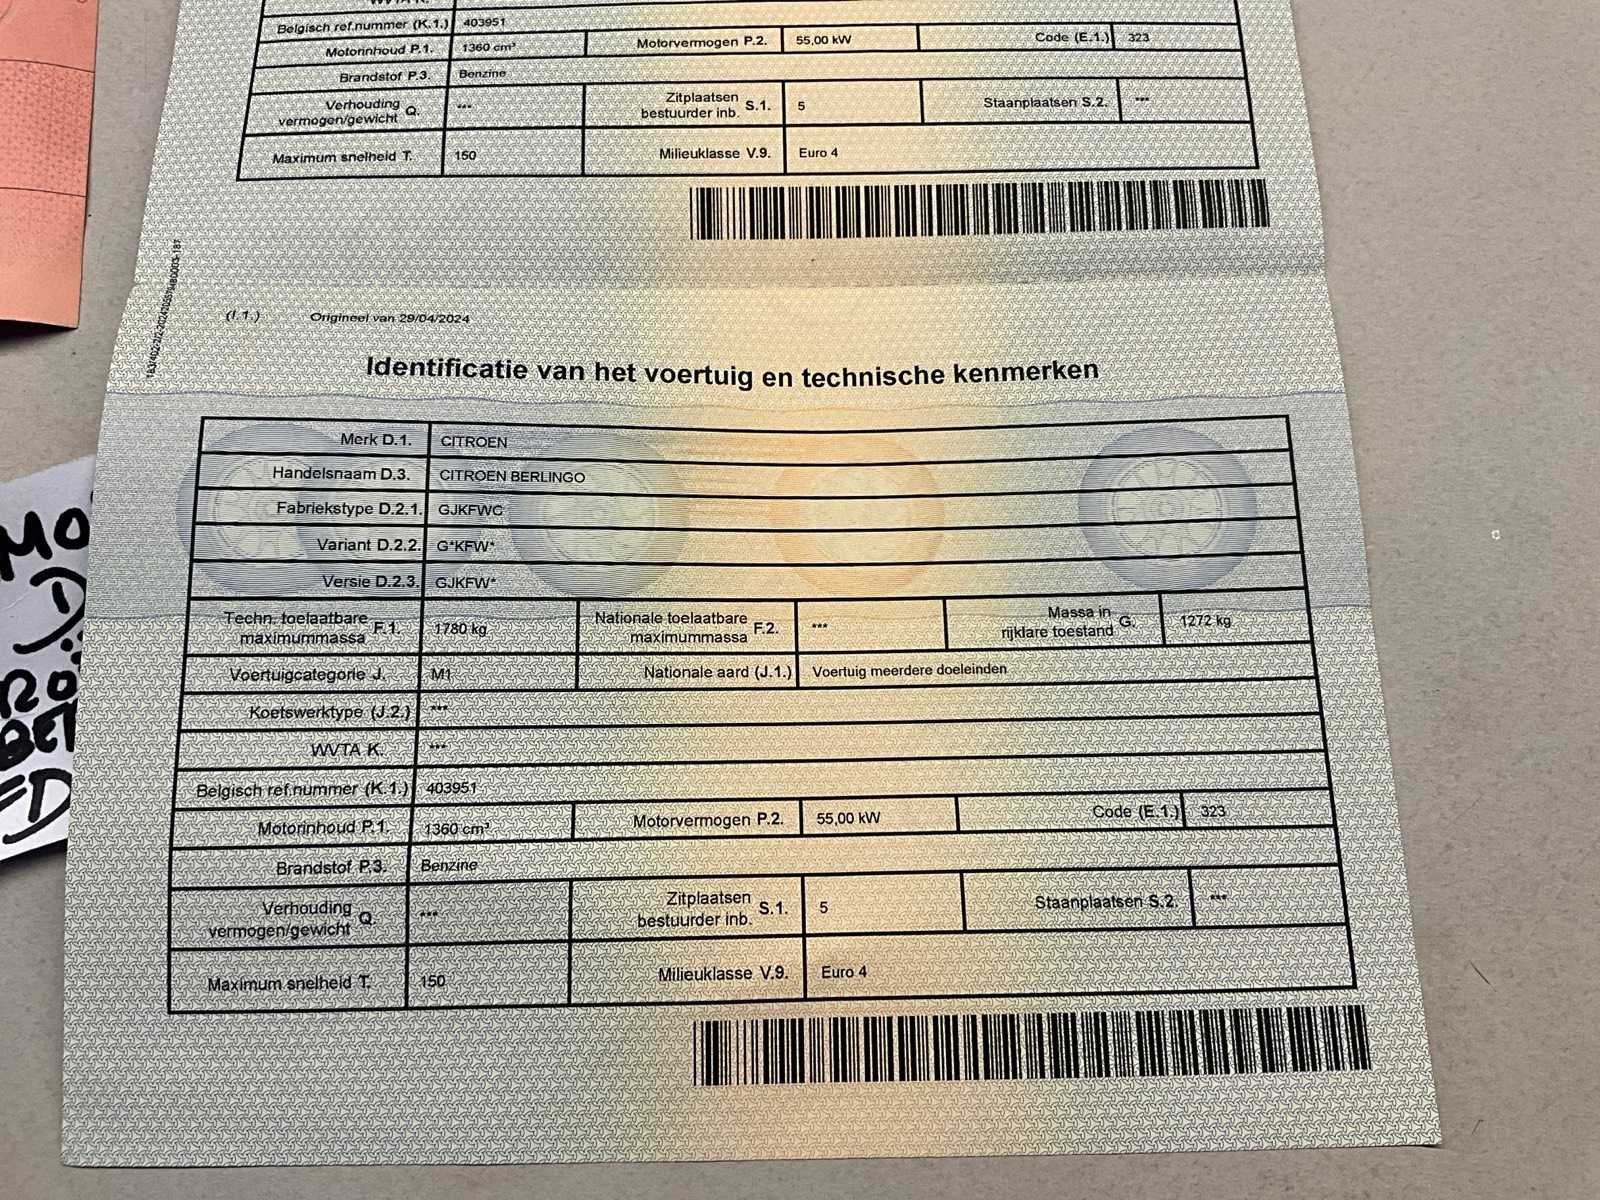 Belgisch ref.nummer (K.1.) 403951
Motorinhoud P.1. 1360 cm³ Motorvermogen P.2. 55,00 kW Code (E.1.) 323
Brandstof P.3. Benzine
Verhouding vermogen/gewicht Q. *** Zitplaatsen bestuurder inb. S.1. 5 Staanplaatsen S.2. ***
Maximum snelheid T. 150 Milieuklasse V.9. Euro 4
(I.1.) Origineel van 29/04/2024
Identificatie van het voertuig en technische kenmerken
Merk D.1. CITROEN
Handelsnaam D.3. CITROEN BERLINGO
Fabriekstype D.2.1. GJKFWC
Variant D.2.2. G*KFW*
Versie D.2.3. GJKFW*
Techn. toelaatbare maximummassa F.1. 1780 kg Nationale toelaatbare maximummassa F.2. *** Massa in rijklare toestand G. 1272 kg
Voertuigcategorie J. M1 Nationale aard (J.1.) Voertuig meerdere doeleinden
Koetswerktype (J.2.) ***
WVTA K. ***
Belgisch ref.nummer (K.1.) 403951
Motorinhoud P.1. 1360 cm³ Motorvermogen P.2. 55,00 kW Code (E.1.) 323
Brandstof P.3. Benzine
Verhouding vermogen/gewicht Q. *** Zitplaatsen bestuurder inb. S.1. 5 Staanplaatsen S.2. ***
Maximum snelheid T. 150 Milieuklasse V.9. Euro 4